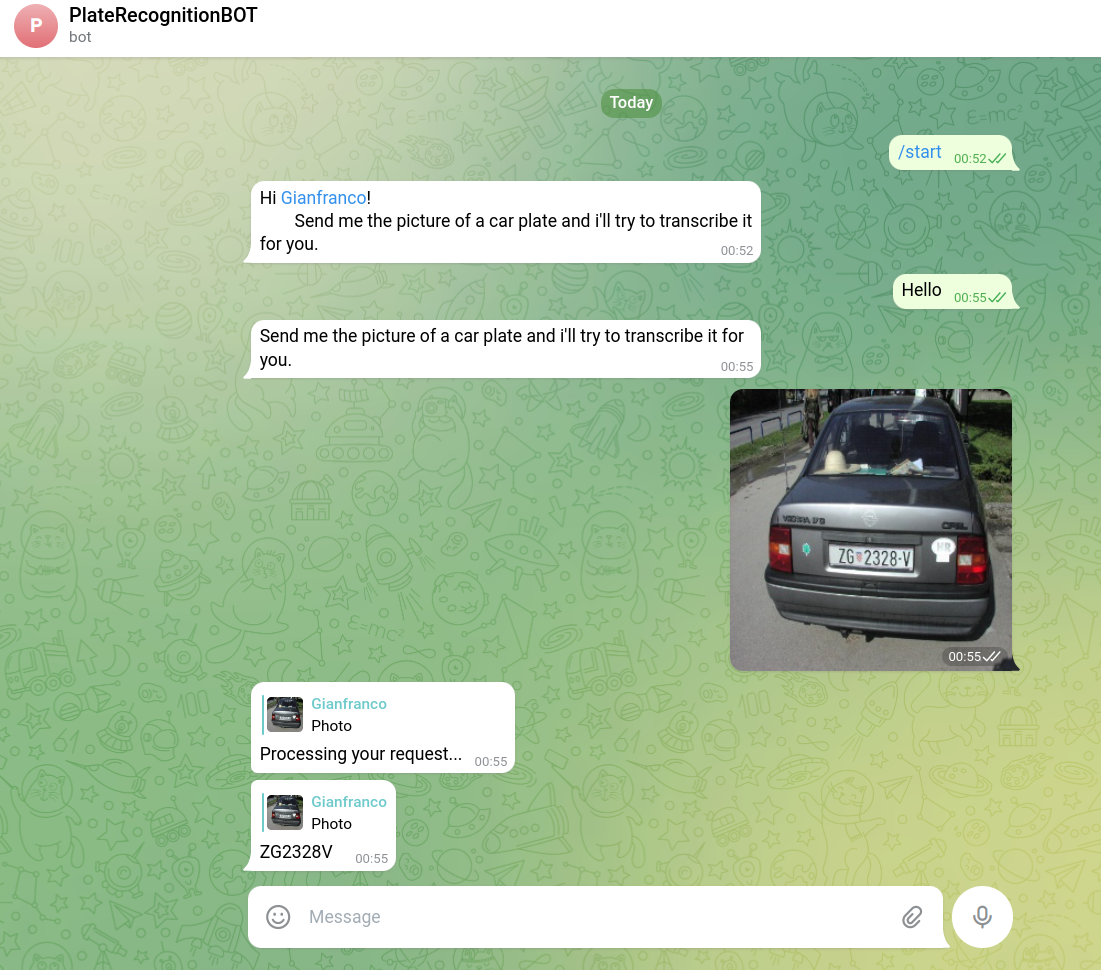 P
PlateRecognitionBOT
bot
Today
/start 00:52
Hi Gianfranco!
Send me the picture of a car plate and i'll try to transcribe it
for you. 00:52
Hello 00:55
Send me the picture of a car plate and i'll try to transcribe it for
you. 00:55
VECTRA
OPEL
HR
ZG 2328-V
00:55
Gianfranco
Photo
Processing your request... 00:55
Gianfranco
Photo
ZG2328V 00:55
Message